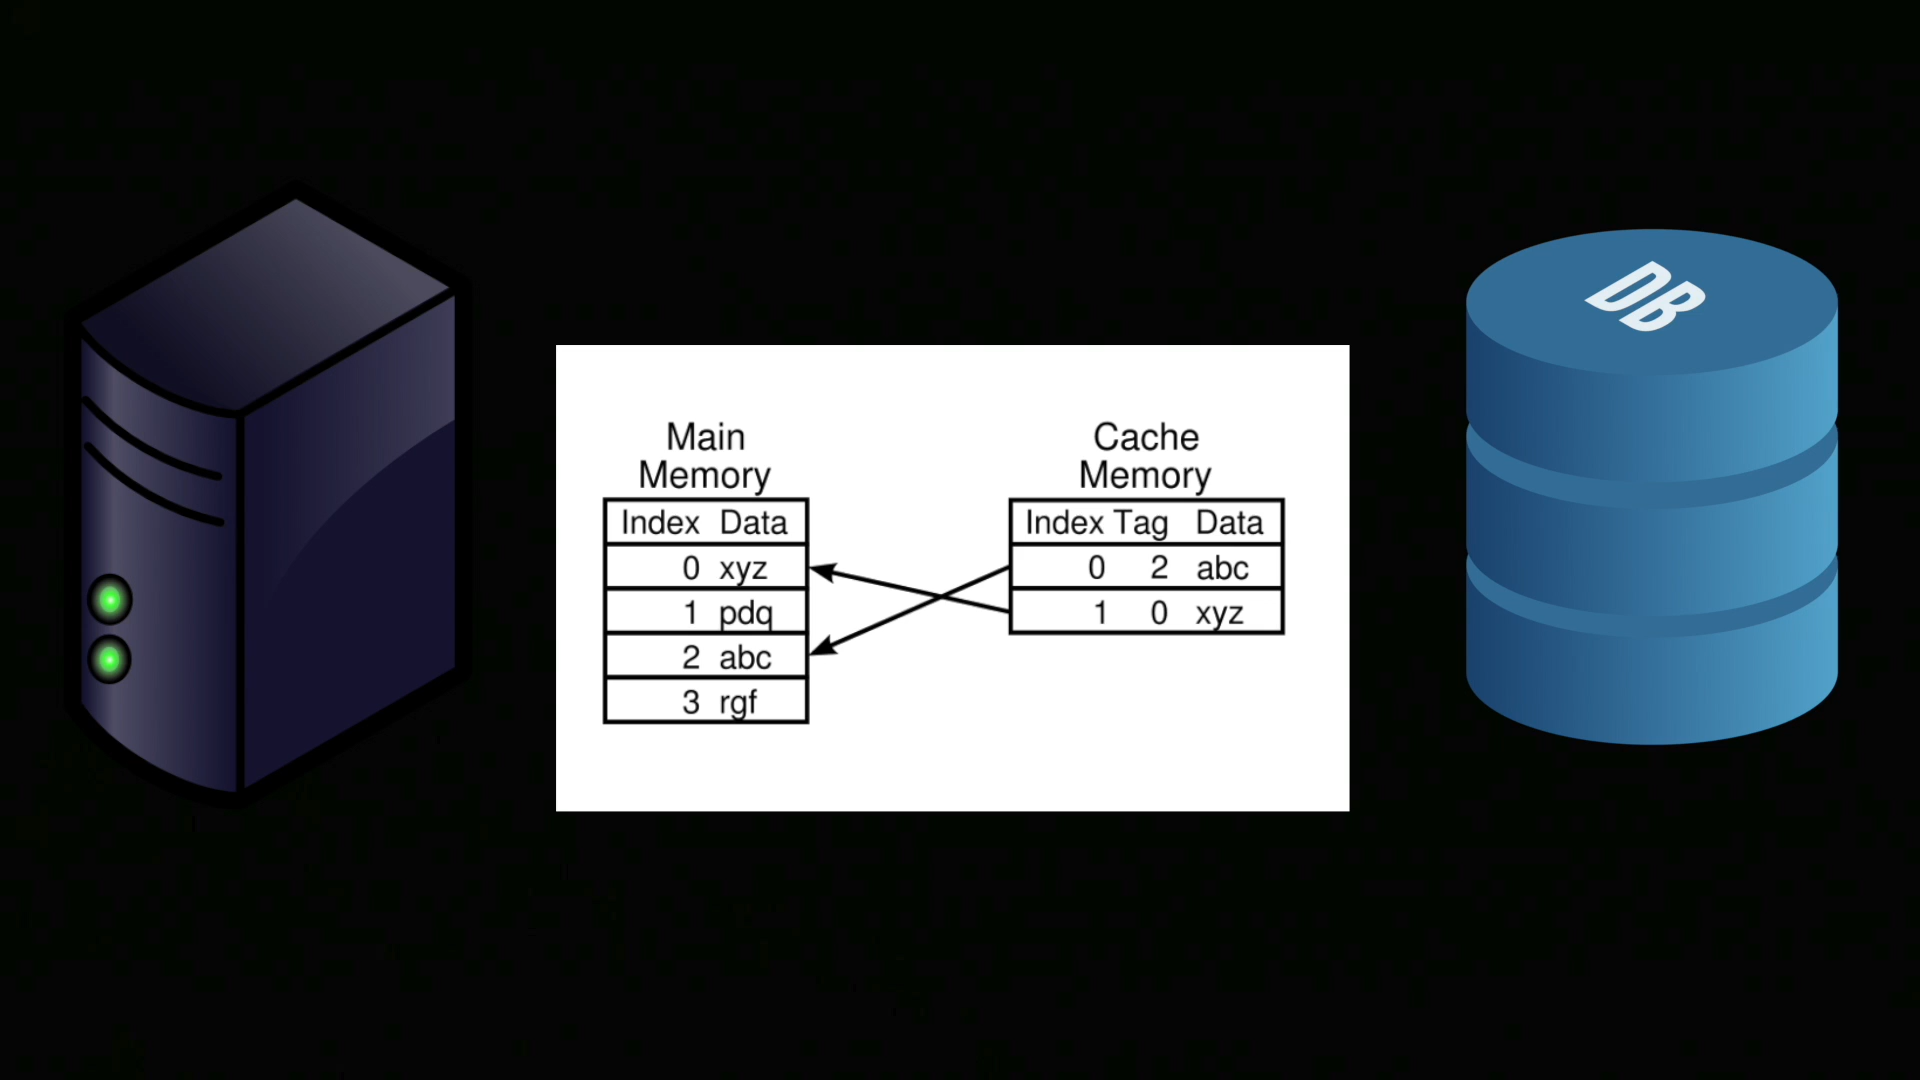 DB
Main
Memory
Index Data
0 xyz
1 pdq
2 abc
3 rgf
Cache
Memory
Index Tag Data
0 2 abc
1 0 xyz